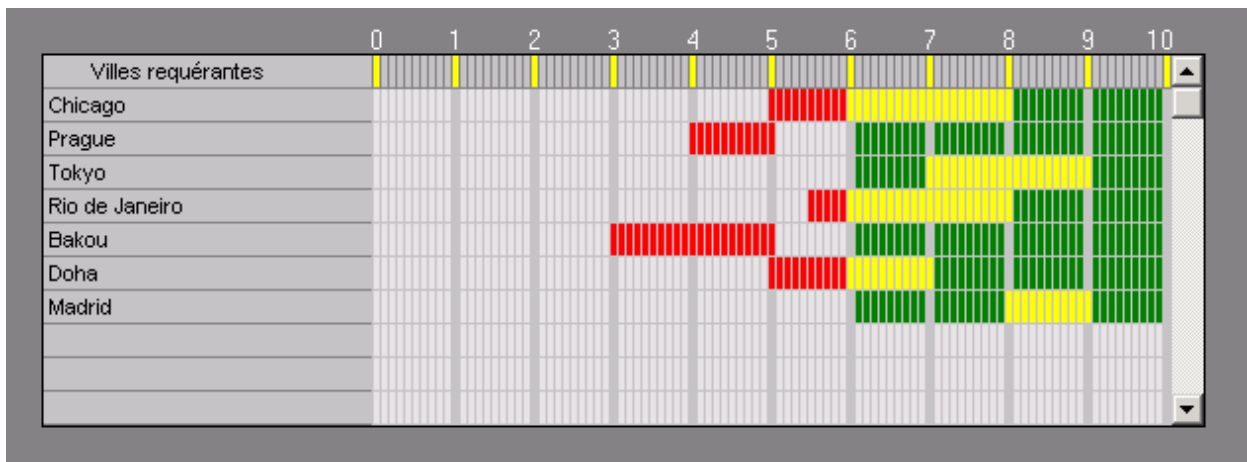 0 1 2 3 4 5 6 7 8 9 10
Villes requérantes
Chicago
Prague
Tokyo
Rio de Janeiro
Bakou
Doha
Madrid